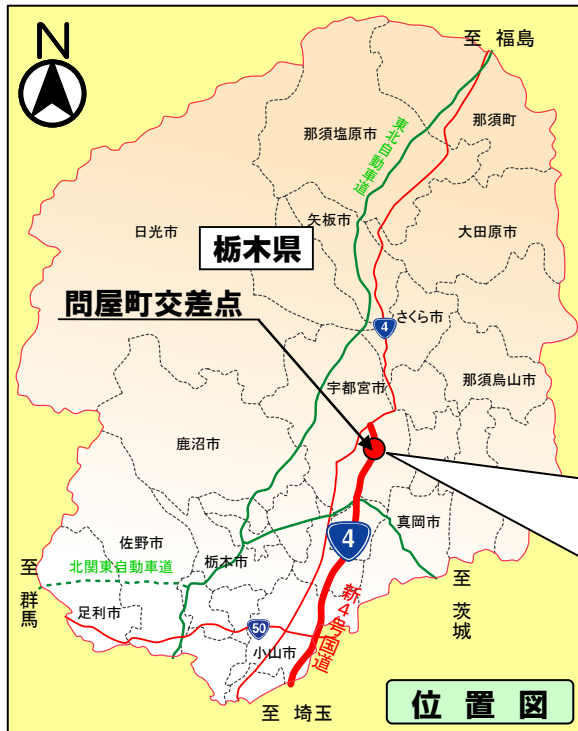 N
至 福島
那須町
那須塩原市
東北自動車道
矢板市
日光市
大田原市
栃木県
問屋町交差点
さくら市
4
那須烏山市
宇都宮市
鹿沼市
真岡市
4
佐野市
栃木市
至 群馬
北関東自動車道
至 茨城
足利市
50
新4号国道
小山市
至 埼玉
位置図